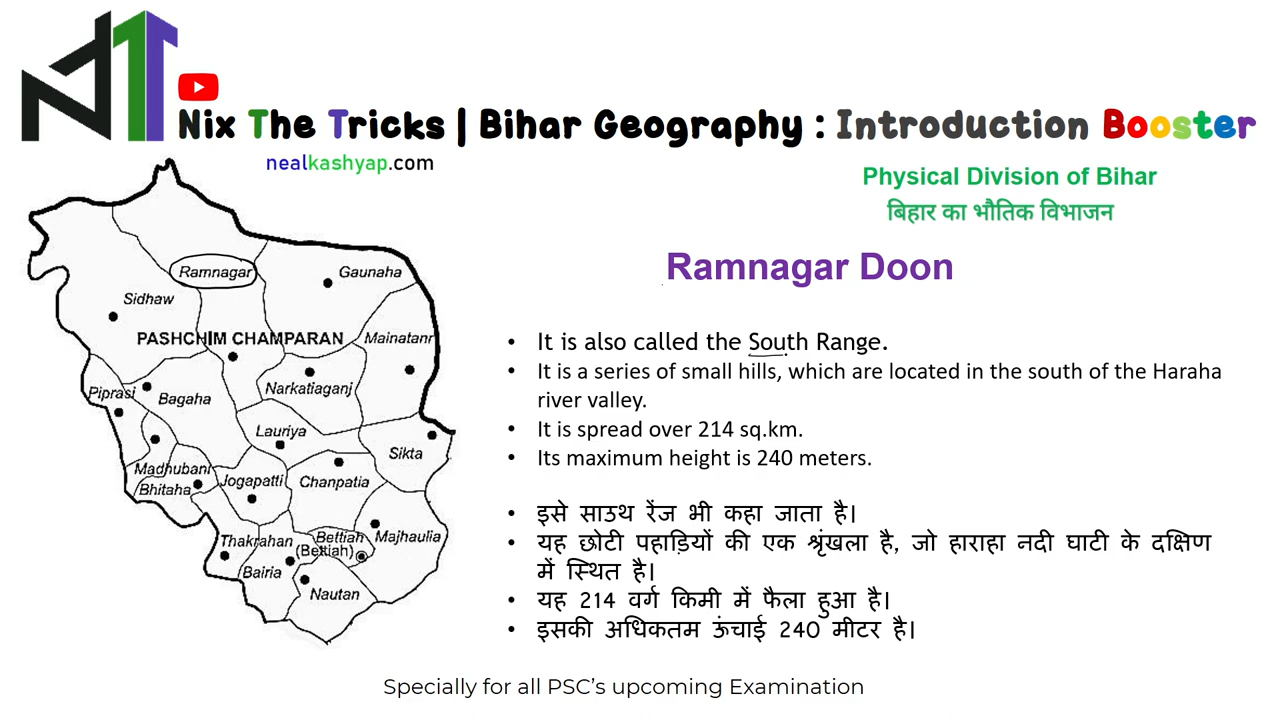 Nix The Tricks | Bihar Geography : Introduction Booster
nealkashyap.com
Physical Division of Bihar
बिहार का भौतिक विभाजन
Ramnagar Doon
Ramnagar
Gaunaha
Sidhaw
PASHCHIM CHAMPARAN
Mainatanr
Narkatiaganj
Piprasi
Bagaha
Lauriya
Sikta
Madhubani
Jogapatti
Chanpatia
Bhitaha
Thakrahan
Bettiah
Majhaulia
(Bettiah)
Bairia
Nautan
• It is also called the South Range.
• It is a series of small hills, which are located in the south of the Haraha
river valley.
• It is spread over 214 sq.km.
• Its maximum height is 240 meters.
• इसे साउथ रेंज भी कहा जाता है।
• यह छोटी पहाड़ियों की एक श्रृंखला है, जो हाराहा नदी घाटी के दक्षिण
में स्थित है।
• यह 214 वर्ग किमी में फैला हुआ है।
• इसकी अधिकतम ऊंचाई 240 मीटर है।
Specially for all PSC's upcoming Examination